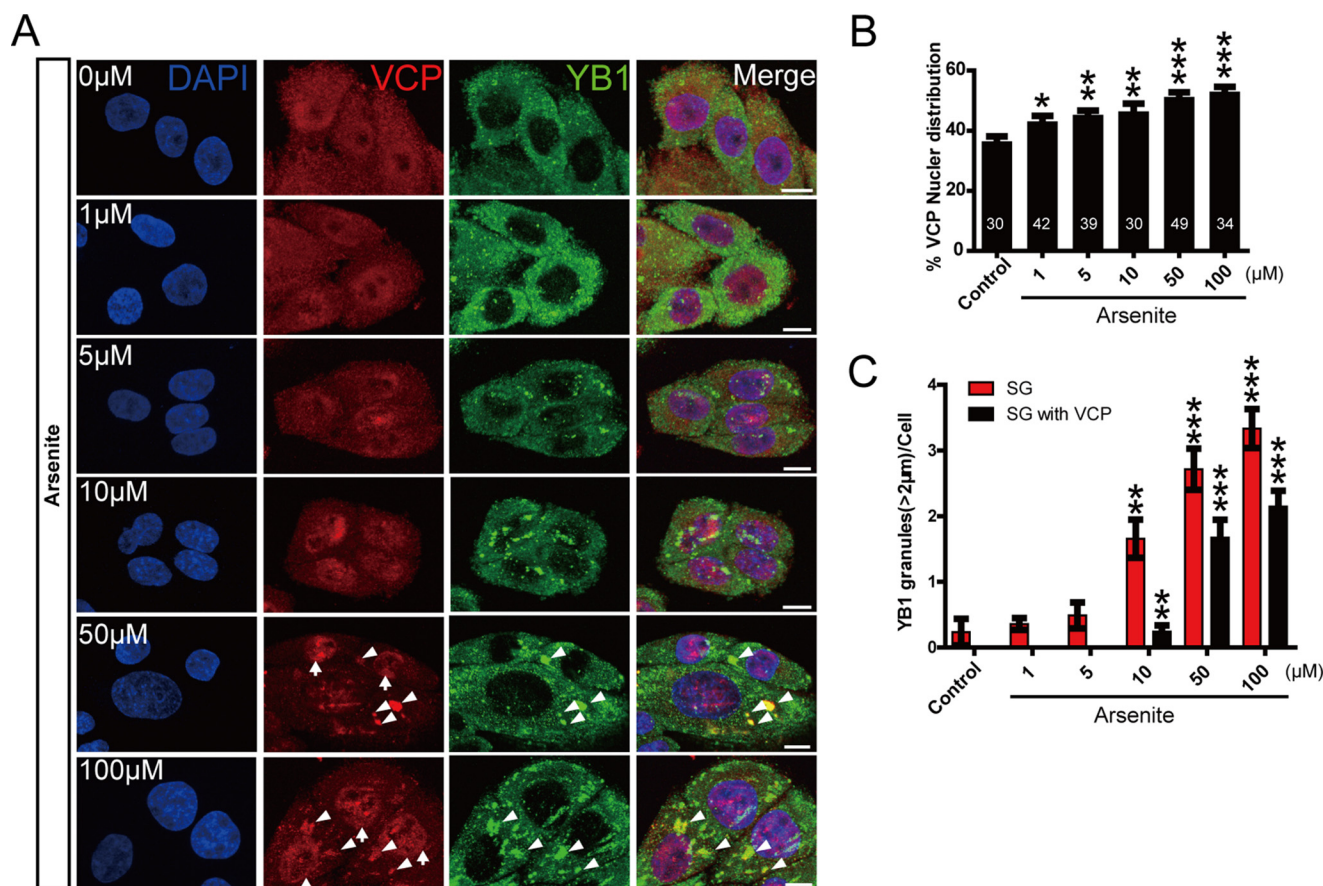 A
DAPI VCP YB1 Merge
0µM
1µM
5µM
10µM
50µM
100µM
Arsenite
B
% VCP Nucler distribution
60
40
20
0
* ** ** *** ***
30 42 39 30 49 34
Control 1 5 10 50 100 (µM)
Arsenite
C
YB1 granules(>2µm)/Cell
4
3
2
1
0
SG
SG with VCP
** ** *** *** *** ***
Control 1 5 10 50 100 (µM)
Arsenite